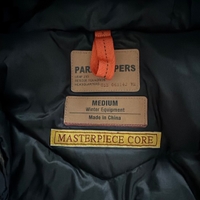 PARAJUMPERS
MEDIUM
Winter Equipment
Made in China
MASTERPIECE CORE